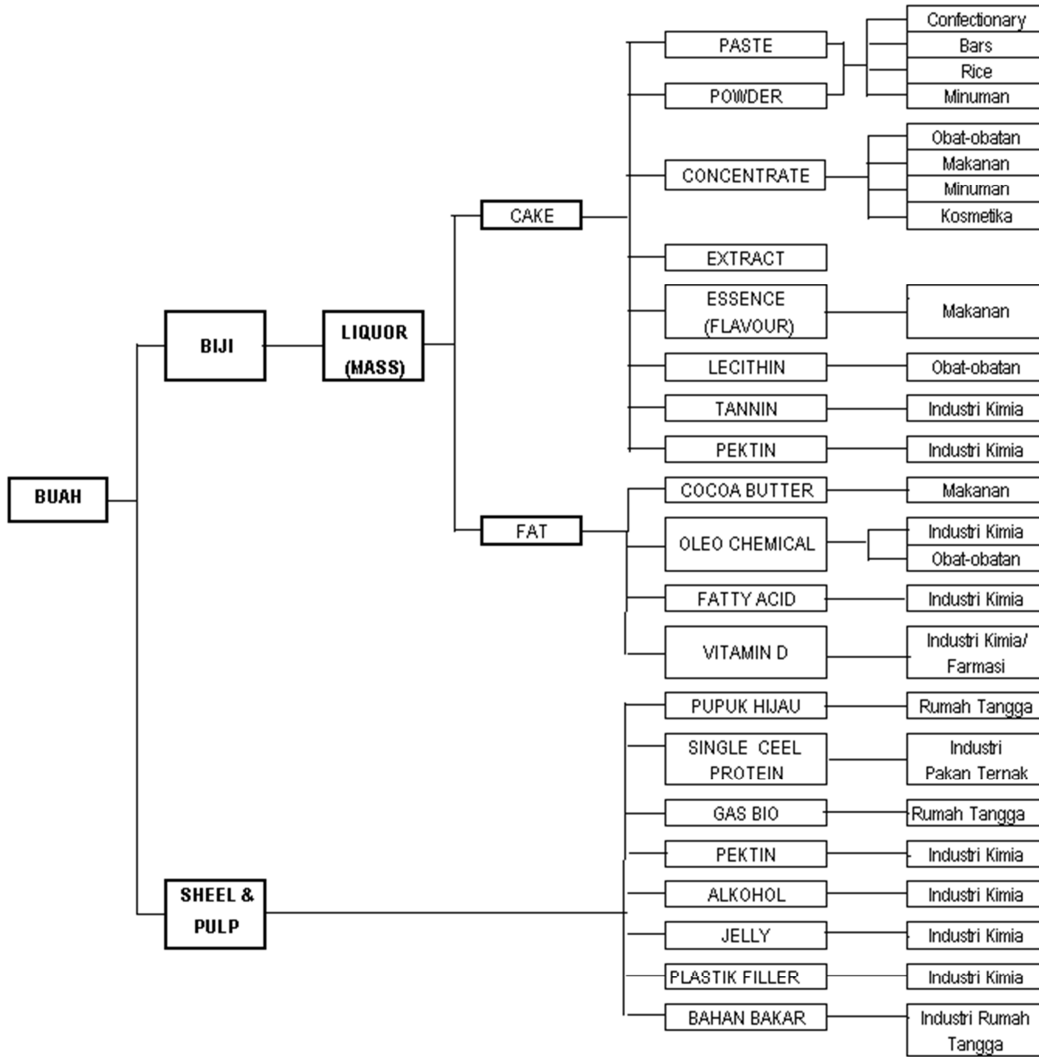 BUAH
BIJI
SHEEL &
PULP
LIQUOR
(MASS)
CAKE
FAT
PASTE
POWDER
Confectionary
Bars
Rice
Minuman
CONCENTRATE
Obat-obatan
Makanan
Minuman
Kosmetika
EXTRACT
ESSENCE
(FLAVOUR)
Makanan
LECITHIN
Obat-obatan
TANNIN
Industri Kimia
PEKTIN
Industri Kimia
COCOA BUTTER
Makanan
OLEO CHEMICAL
Industri Kimia
Obat-obatan
FATTY ACID
Industri Kimia
VITAMIN D
Industri Kimia/
Farmasi
PUPUK HIJAU
Rumah Tangga
SINGLE CEEL
PROTEIN
Industri
Pakan Ternak
GAS BIO
Rumah Tangga
PEKTIN
Industri Kimia
ALKOHOL
Industri Kimia
JELLY
Industri Kimia
PLASTIK FILLER
Industri Kimia
BAHAN BAKAR
Industri Rumah
Tangga